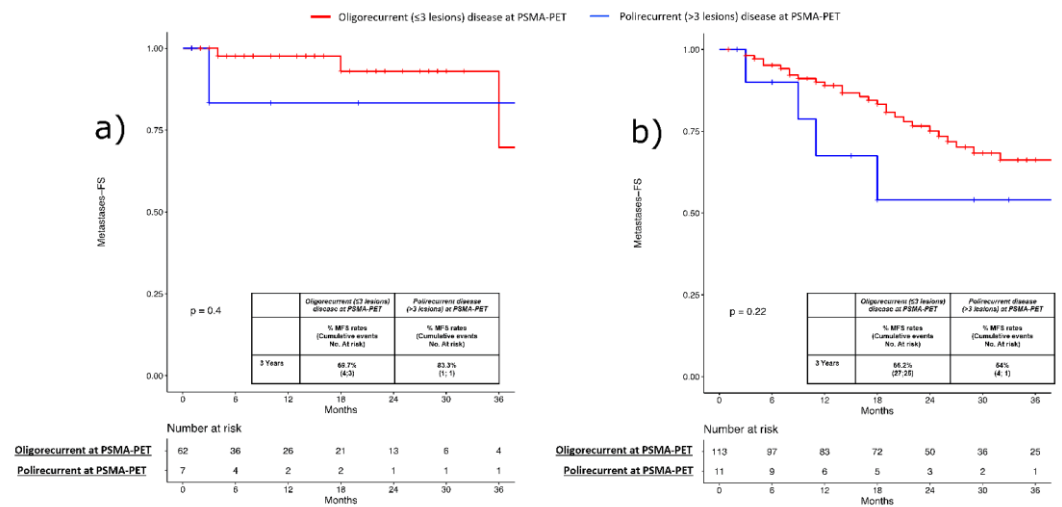 Oligorecurrent (≤3 lesions) disease at PSMA-PET
Polirecurrent (>3 lesions) disease at PSMA-PET
a)
Metastases-FS
1.00
0.75
0.50
0.25
0.00
p = 0.4
Oligorecurrent (≤3 lesions) disease at PSMA-PET
Polirecurrent disease (>3 lesions) at PSMA-PET
% MFS rates (Cumulative events No. At risk)
% MFS rates (Cumulative events No. At risk)
3 Years
69.7% (4;3)
83.3% (1; 1)
0 6 12 18 24 30 36
Months
Number at risk
Oligorecurrent at PSMA-PET 62 36 26 21 13 6 4
Polirecurrent at PSMA-PET 7 4 2 2 1 1 1
0 6 12 18 24 30 36
Months
b)
Metastases-FS
1.00
0.75
0.50
0.25
0.00
p = 0.22
Oligorecurrent (≤3 lesions) disease at PSMA-PET
Polirecurrent disease (>3 lesions) at PSMA-PET
% MFS rates (Cumulative events No. At risk)
% MFS rates (Cumulative events No. At risk)
3 Years
66.2% (27;25)
54% (4; 1)
0 6 12 18 24 30 36
Months
Number at risk
Oligorecurrent at PSMA-PET 113 97 83 72 50 36 25
Polirecurrent at PSMA-PET 11 9 6 5 3 2 1
0 6 12 18 24 30 36
Months